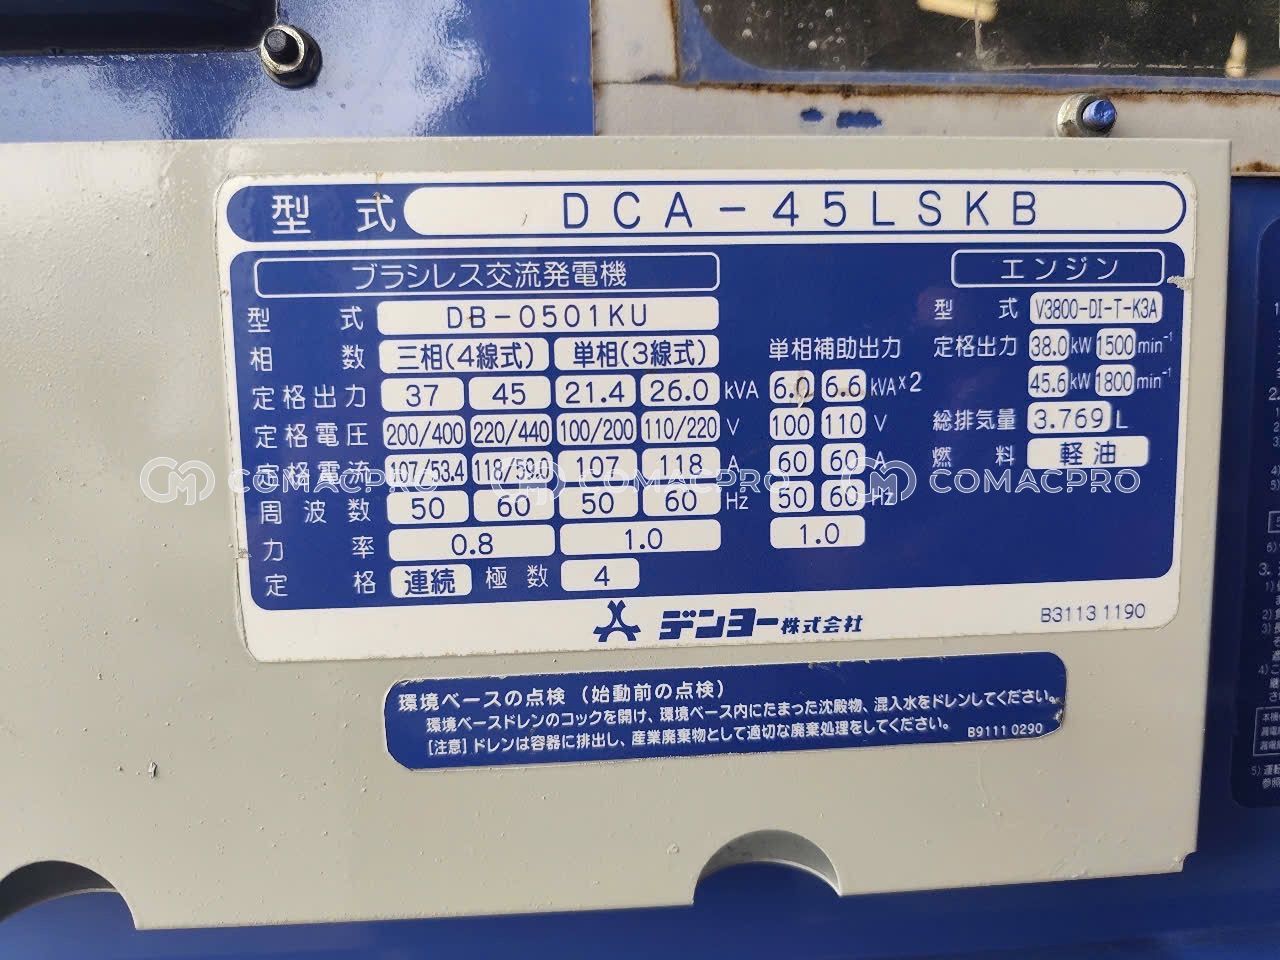 型 式 DCA-45LSKB
ブラシレス交流発電機
型 式 DB-0501KU
相 数 三相(4線式) 単相(3線式)
定格出力 37 45 21.4 26.0 kVA
定格電圧 200/400 220/440 100/200 110/220 V
定格電流 107/53.4 118/59.0 107 118 A
周波数 50 60 50 60 Hz
力 率 0.8 1.0
定 格 連続 極数 4
単相補助出力
6.0 6.6 kVA×2
100 110 V
60 60 A
50 60 Hz
1.0
エンジン
型 式 V3800-DI-T-K3A
定格出力 38.0kW 1500min⁻¹
45.6kW 1800min⁻¹
総排気量 3.769 L
燃 料 軽油
デンヨー株式会社
B3113 1190
COMACPRO COMACPRO COMACPRO
環境ベースの点検(始動前の点検)
環境ベースドレンのコックを開け、環境ベース内にたまった沈殿物、混入水をドレンしてください。
[注意]ドレンは容器に排出し、産業廃棄物として適切な廃棄処理をしてください。
B9111 0290